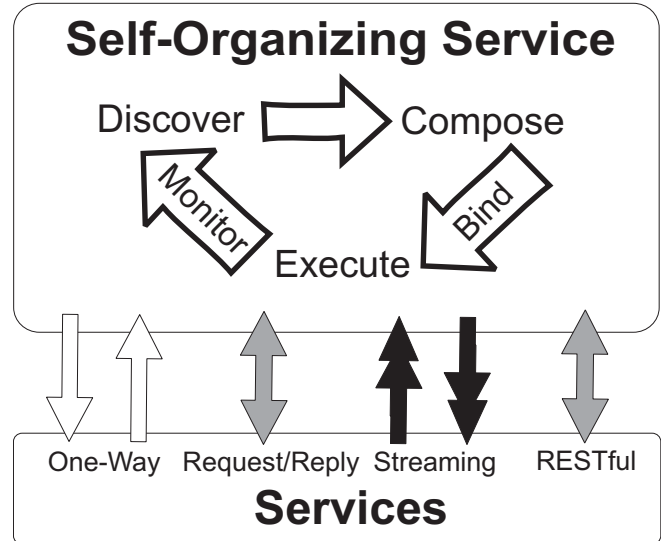 Self-Organizing Service
Discover
Compose
Monitor
Bind
Execute
One-Way
Request/Reply
Streaming
RESTful
Services